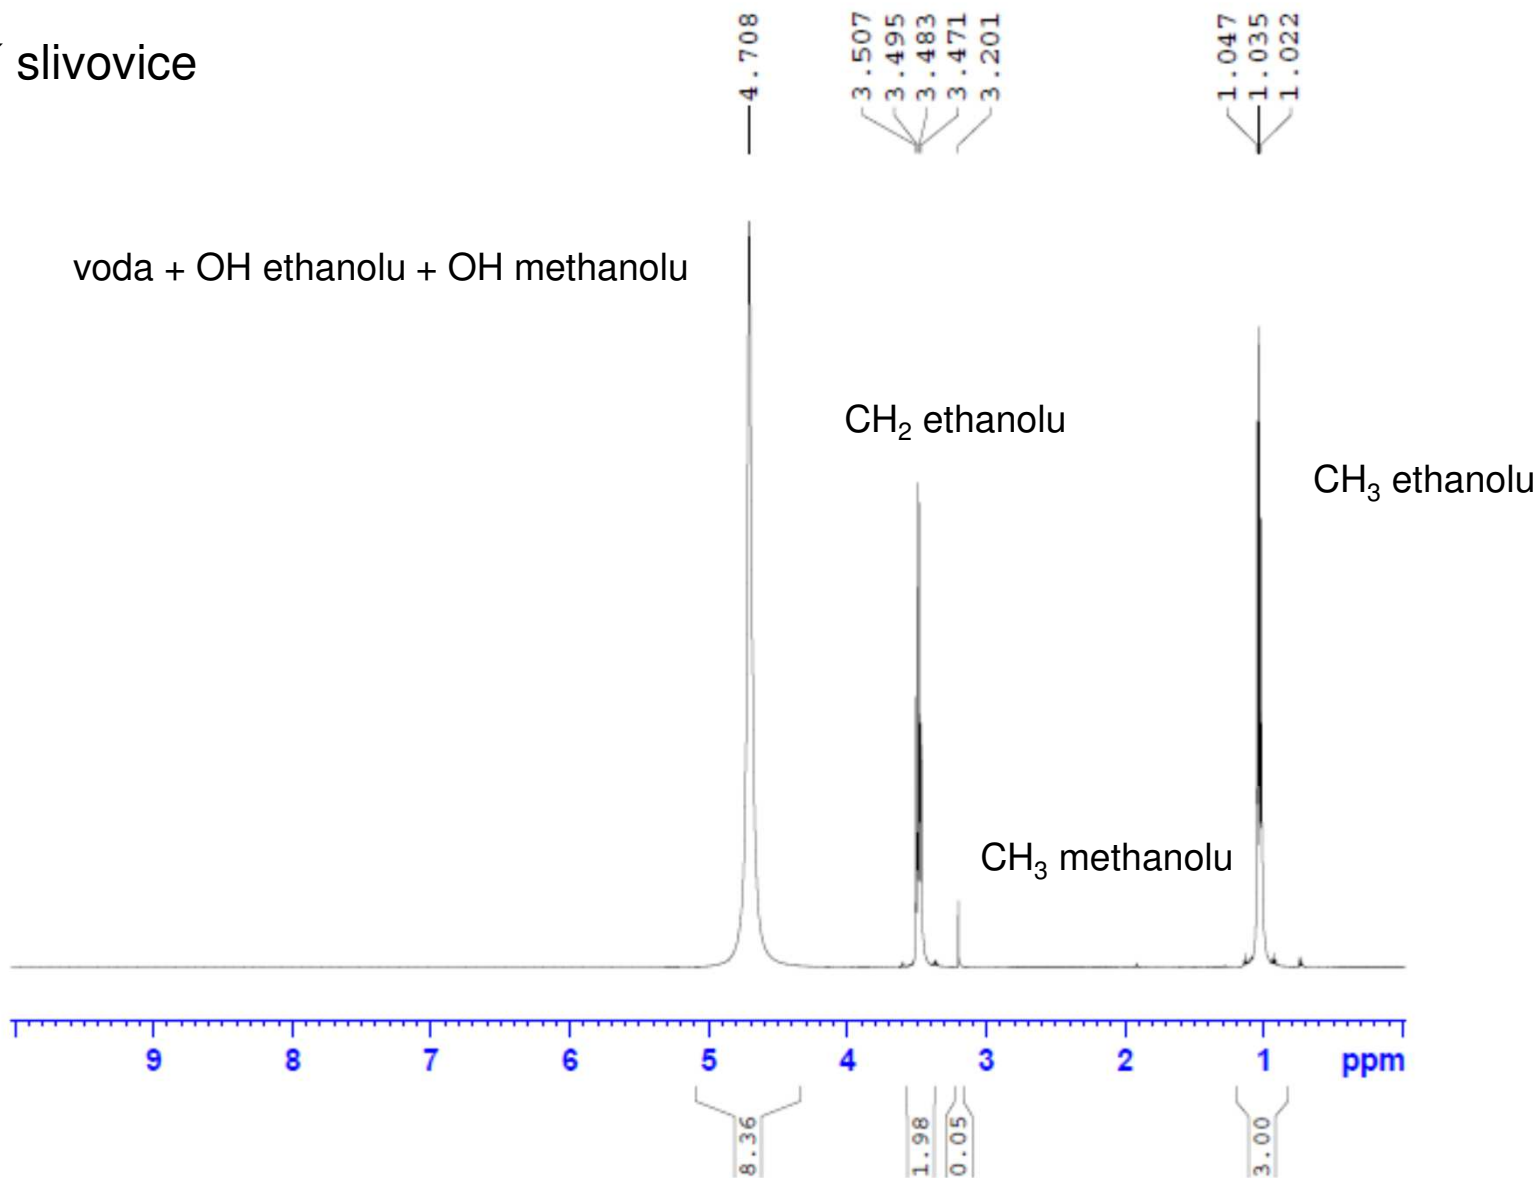 slivovice
4.708
3.507
3.495
3.483
3.471
3.201
1.047
1.035
1.022
voda + OH ethanolu + OH methanolu
CH₂ ethanolu
CH₃ ethanolu
CH₃ methanolu
9 8 7 6 5 4 3 2 1 ppm
8.36
1.98
0.05
3.00